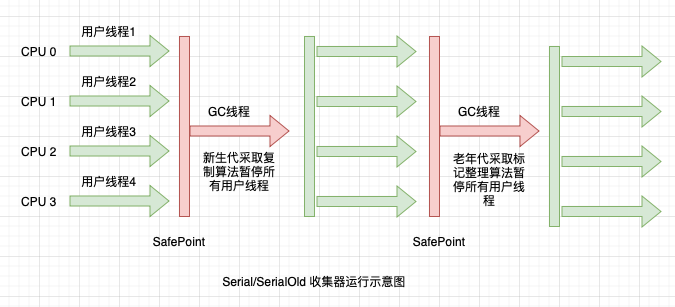 用户线程1
CPU 0
用户线程2
CPU 1
GC线程
GC线程
用户线程3
CPU 2
新生代采取复
制算法暂停所
有用户线程
老年代采取标
记整理算法暂
停所有用户线
程
用户线程4
CPU 3
SafePoint
SafePoint
Serial/SerialOld 收集器运行示意图